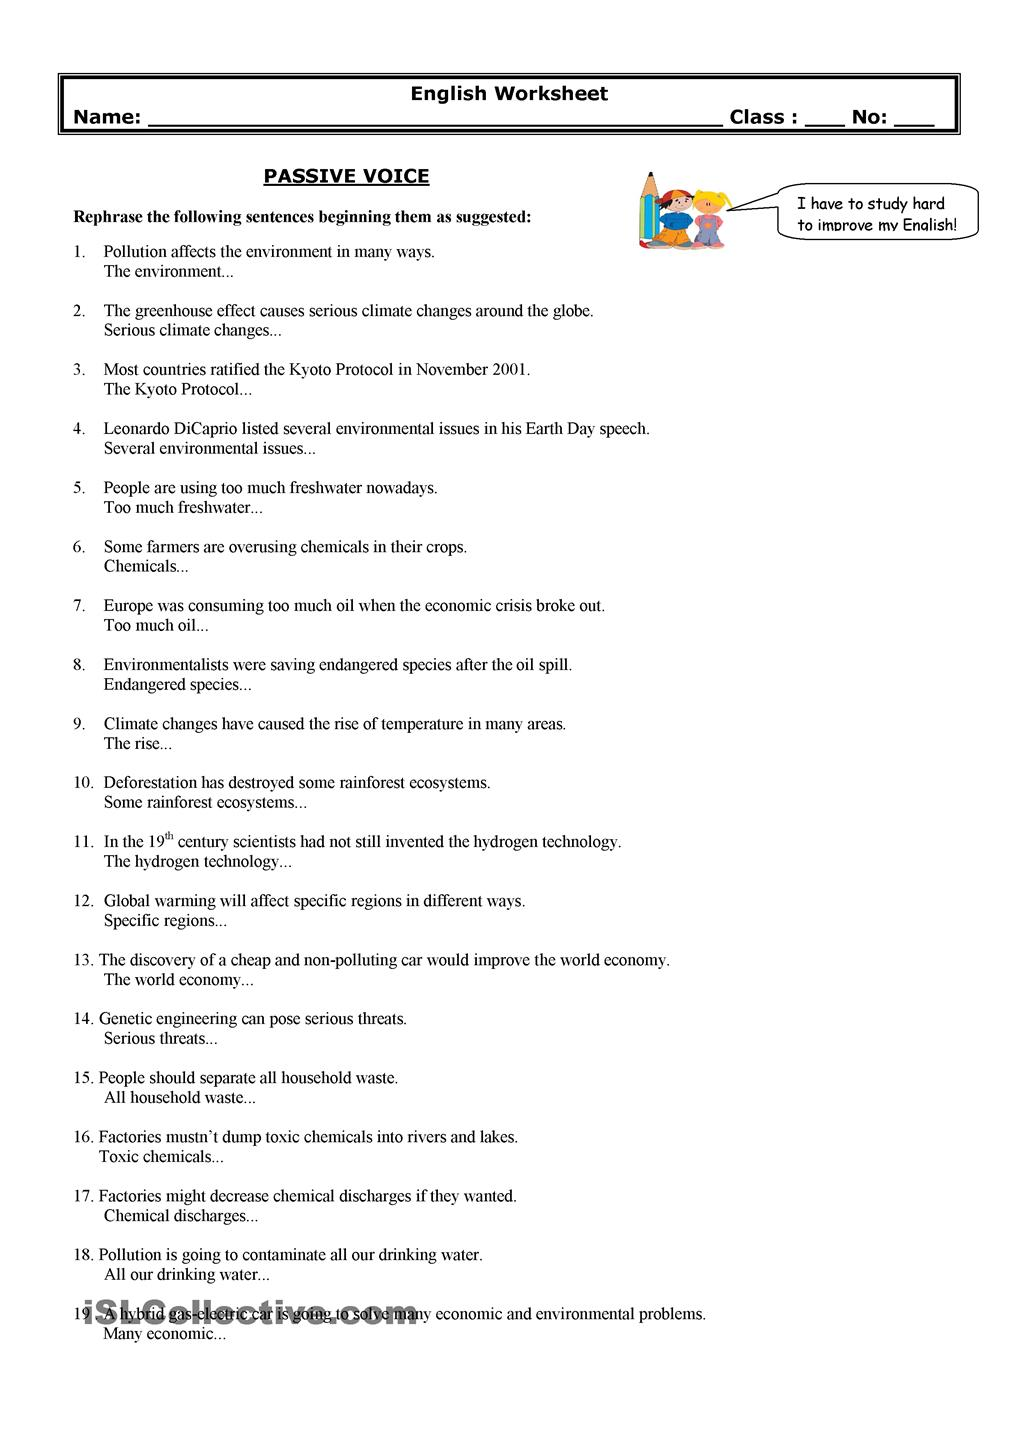 English Worksheet
Name: ______________________________________________ Class : ___ No: ___
PASSIVE VOICE
I have to study hard
to improve my English!
Rephrase the following sentences beginning them as suggested:
1. Pollution affects the environment in many ways.
The environment...
2. The greenhouse effect causes serious climate changes around the globe.
Serious climate changes...
3. Most countries ratified the Kyoto Protocol in November 2001.
The Kyoto Protocol...
4. Leonardo DiCaprio listed several environmental issues in his Earth Day speech.
Several environmental issues...
5. People are using too much freshwater nowadays.
Too much freshwater...
6. Some farmers are overusing chemicals in their crops.
Chemicals...
7. Europe was consuming too much oil when the economic crisis broke out.
Too much oil...
8. Environmentalists were saving endangered species after the oil spill.
Endangered species...
9. Climate changes have caused the rise of temperature in many areas.
The rise...
10. Deforestation has destroyed some rainforest ecosystems.
Some rainforest ecosystems...
11. In the 19th century scientists had not still invented the hydrogen technology.
The hydrogen technology...
12. Global warming will affect specific regions in different ways.
Specific regions...
13. The discovery of a cheap and non-polluting car would improve the world economy.
The world economy...
14. Genetic engineering can pose serious threats.
Serious threats...
15. People should separate all household waste.
All household waste...
16. Factories mustn't dump toxic chemicals into rivers and lakes.
Toxic chemicals...
17. Factories might decrease chemical discharges if they wanted.
Chemical discharges...
18. Pollution is going to contaminate all our drinking water.
All our drinking water...
19. A hybrid gas-electric car is going to solve many economic and environmental problems.
iSLCollective.com
Many economic...